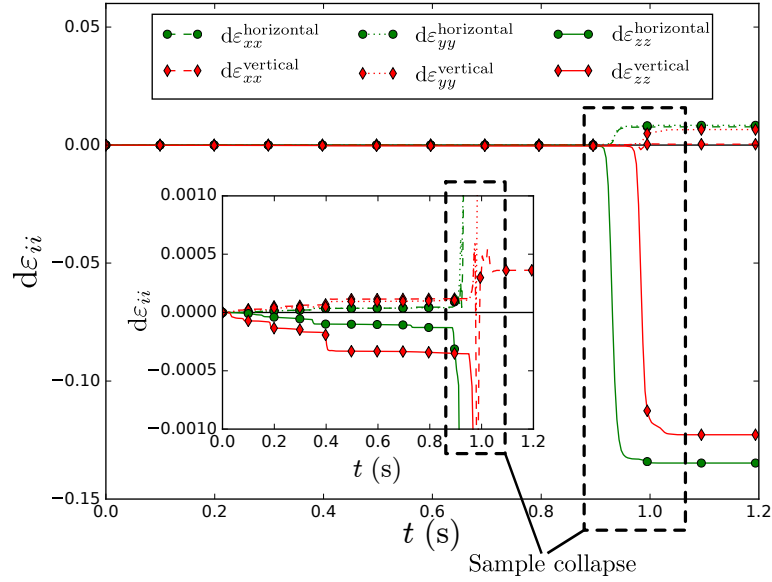 0.05
dε_xx^horizontal dε_yy^horizontal dε_zz^horizontal
dε_xx^vertical dε_yy^vertical dε_zz^vertical
0.00
−0.05
−0.10
−0.15
dε_ii
0.0 0.2 0.4 0.6 0.8 1.0 1.2
t (s)
0.0010
0.0005
0.0000
−0.0005
−0.0010
dε_ii
0.0 0.2 0.4 0.6 0.8 1.0 1.2
t (s)
Sample collapse